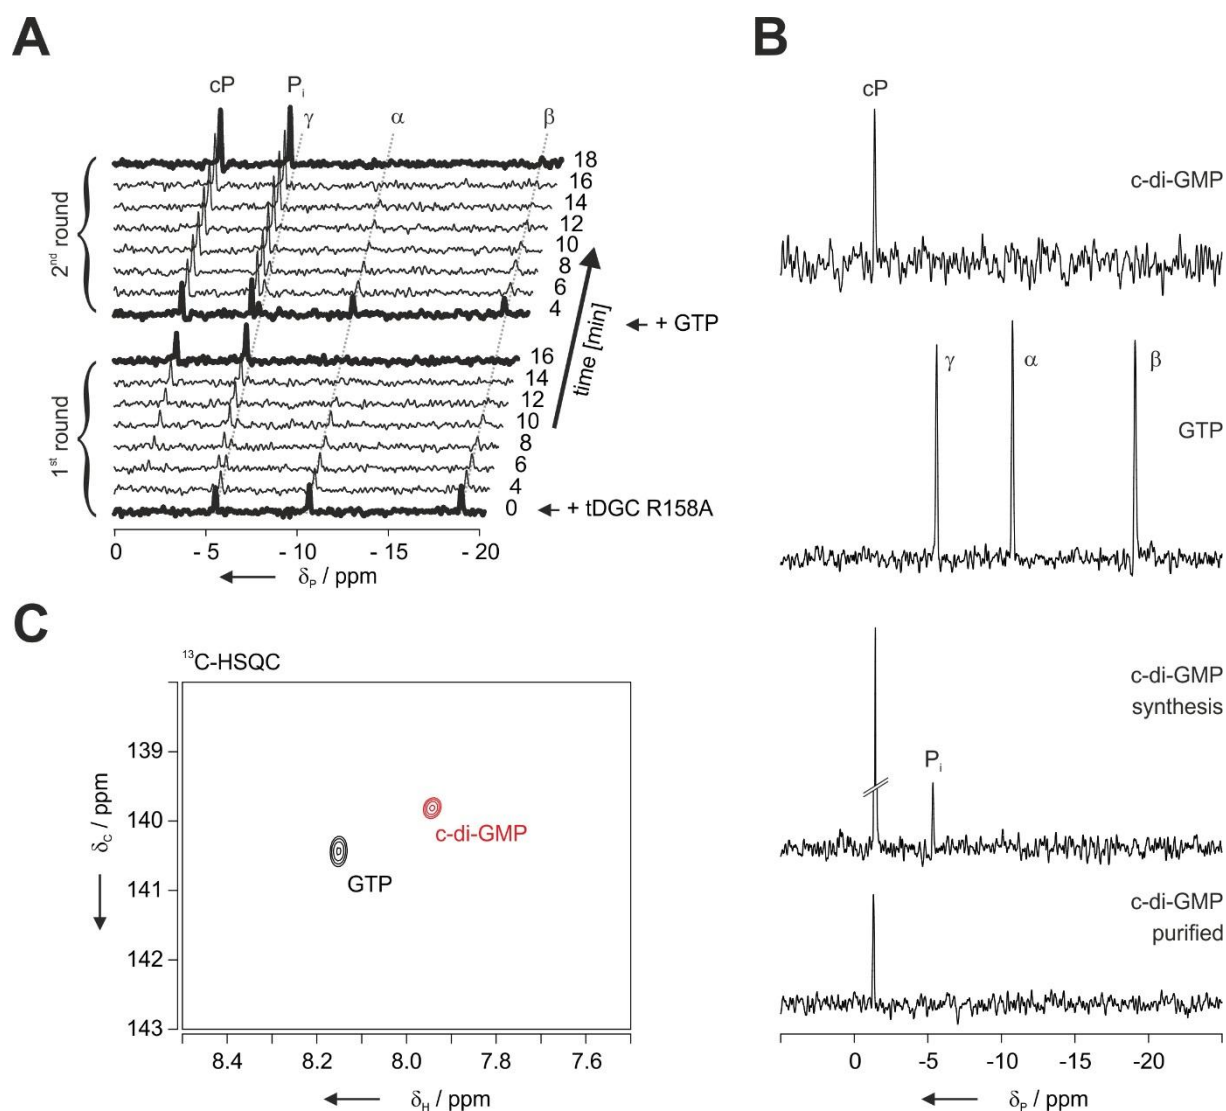 A
cP
Pᵢ
γ
α
β
18
16
14
12
10
8
6
4
2ⁿᵈ round
+ GTP
time [min]
16
14
12
10
8
6
4
0
1ˢᵗ round
+ tDGC R158A
0
- 5
- 10
- 15
- 20
δP / ppm
B
cP
c-di-GMP
γ
α
β
GTP
c-di-GMP
synthesis
Pᵢ
c-di-GMP
purified
0
-5
-10
-15
-20
δP / ppm
C
¹³C-HSQC
139
140
141
142
143
δC / ppm
c-di-GMP
GTP
8.4
8.2
8.0
7.8
7.6
δH / ppm